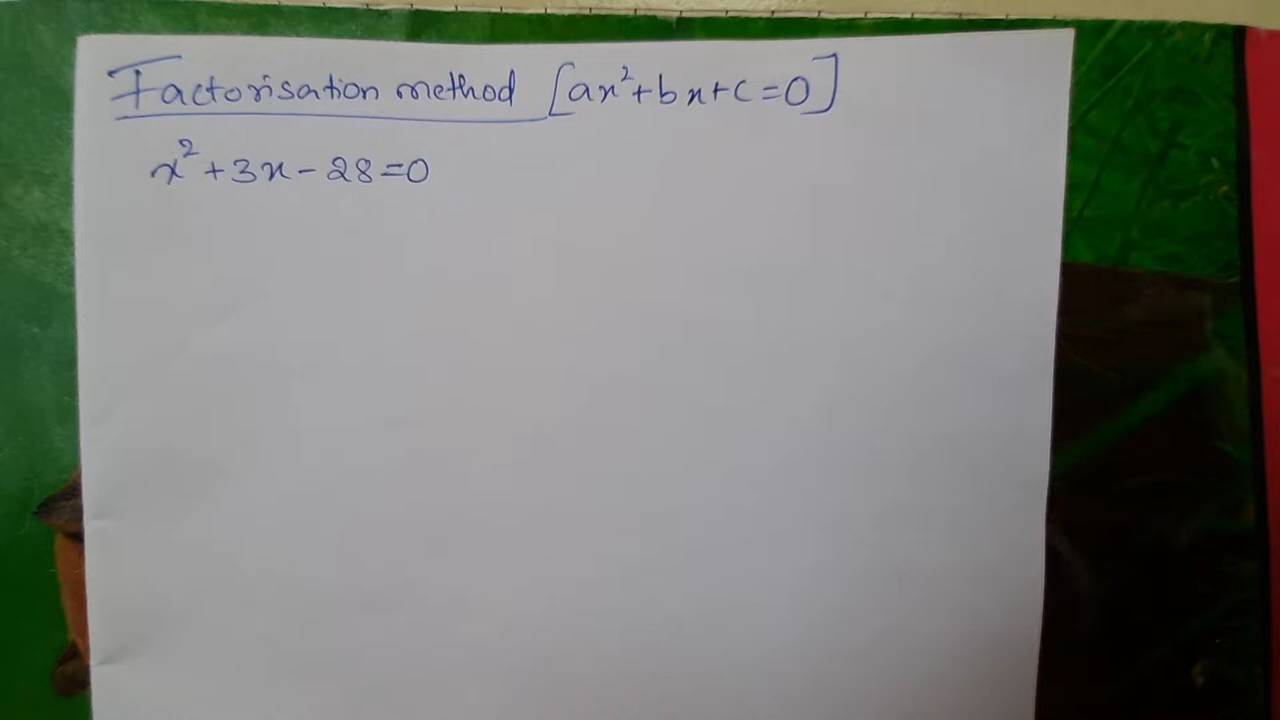 Factorisation method [ax²+bx+c=0]
x²+3x-28=0